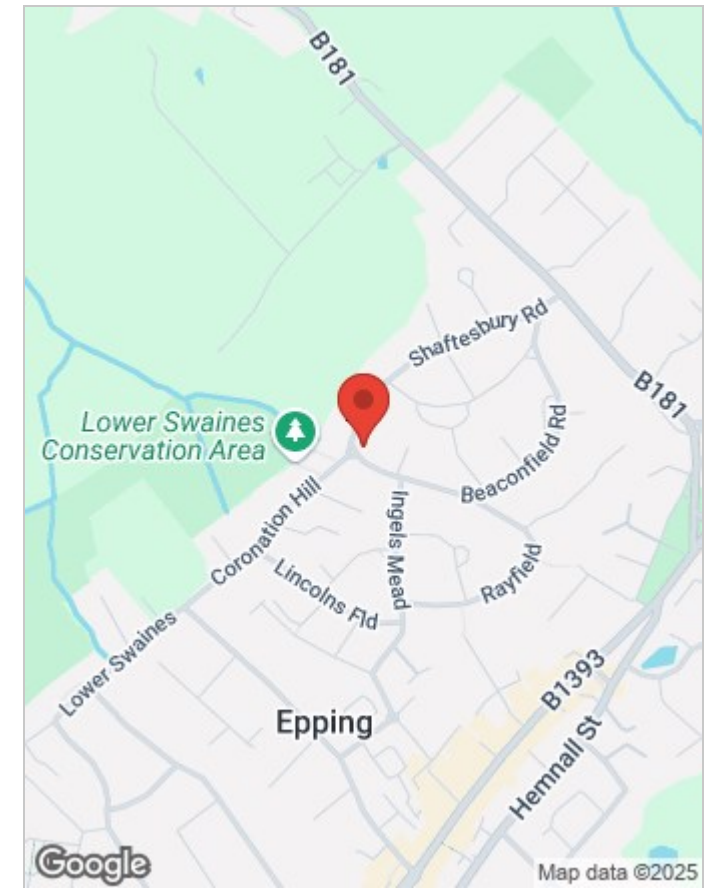 B181
Shaftesbury Rd
B181
Lower Swaines
Conservation Area
Beaconfield Rd
Ingels Mead
Coronation Hill
Lincolns Fld
Rayfield
Lower Swaines
B1393
Epping
Hemnall St
Google
Map data ©2025